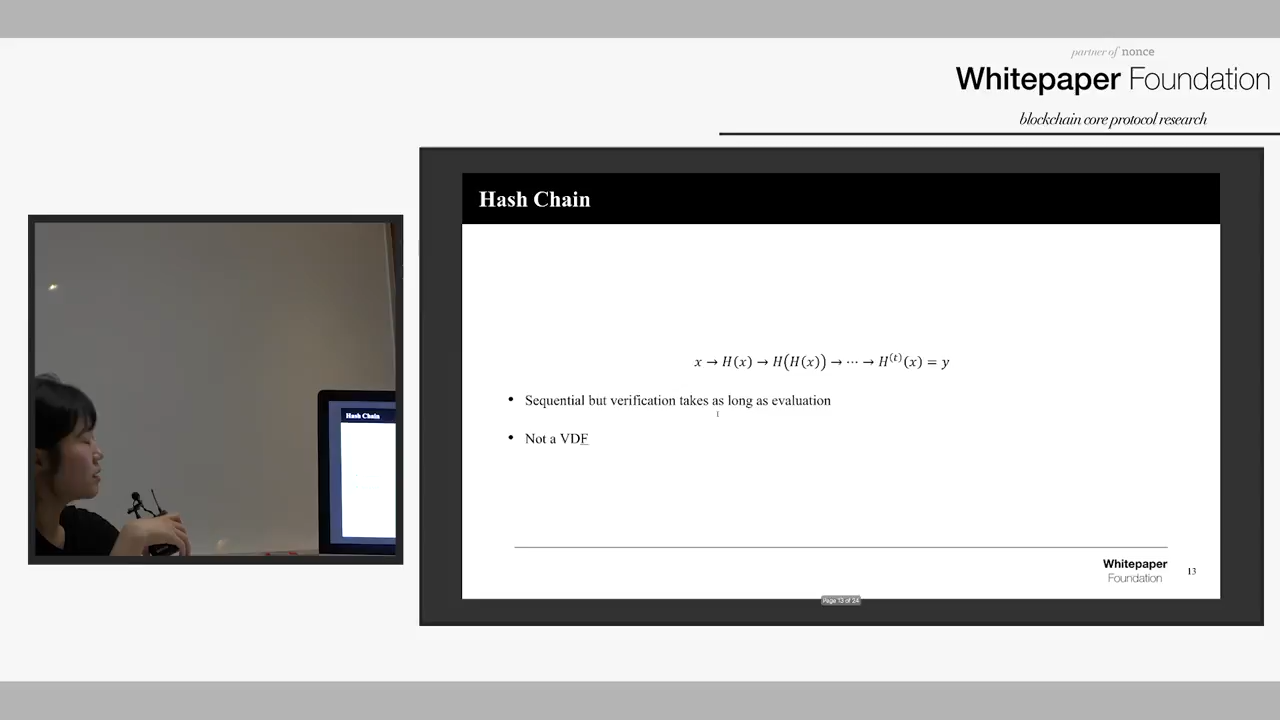 partner of nonce
Whitepaper Foundation
blockchain core protocol research
Hash Chain
x → H(x) → H(H(x)) → ⋯ → H⁽ᵗ⁾(x) = y
• Sequential but verification takes as long as evaluation
• Not a VDF
Whitepaper
Foundation
13
Page 13 of 24
Hash Chain